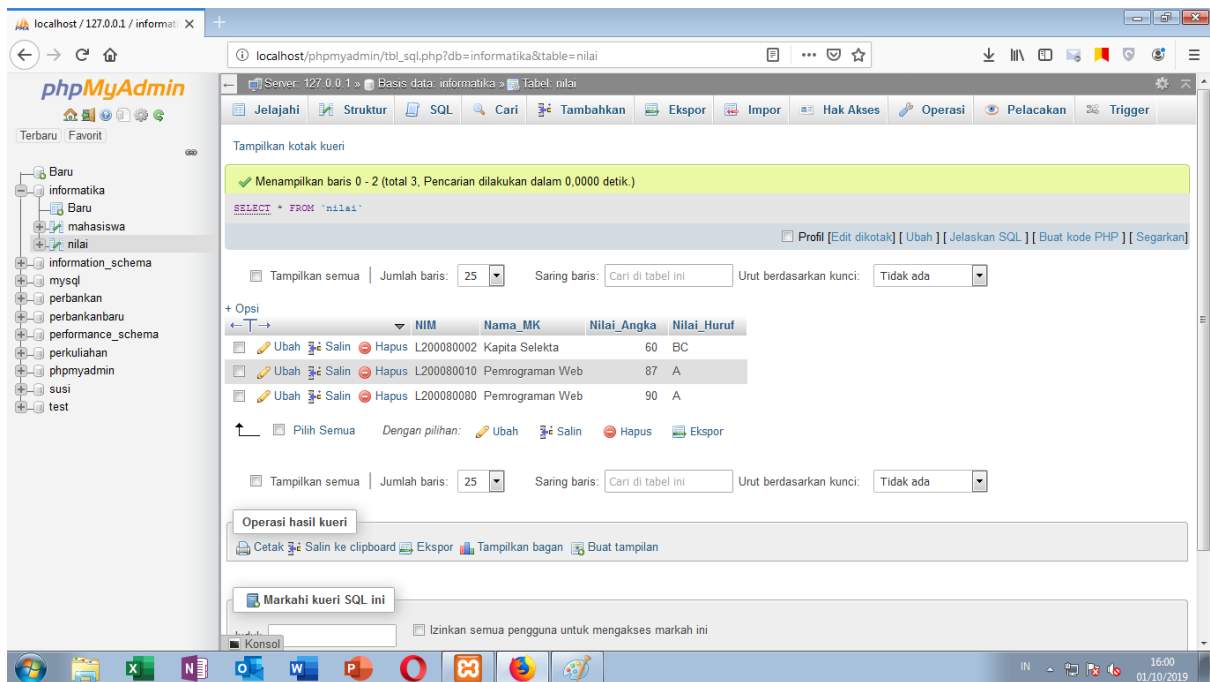 localhost / 127.0.0.1 / informati
localhost/phpmyadmin/tbl_sql.php?db=informatika&table=nilai
phpMyAdmin
Terbaru Favorit
Baru
informatika
Baru
mahasiswa
nilai
information_schema
mysql
perbankan
perbankanbaru
performance_schema
perkuliahan
phpmyadmin
susi
test
Server: 127.0.0.1 » Basis data: informatika » Tabel: nilai
Jelajahi Struktur SQL Cari Tambahkan Ekspor Impor Hak Akses Operasi Pelacakan Trigger
Tampilkan kotak kueri
Menampilkan baris 0 - 2 (total 3, Pencarian dilakukan dalam 0,0000 detik.)
SELECT * FROM `nilai`
Profil [Edit dikotak] [ Ubah ] [ Jelaskan SQL ] [ Buat kode PHP ] [ Segarkan]
Tampilkan semua | Jumlah baris: 25 Saring baris: Cari di tabel ini Urut berdasarkan kunci: Tidak ada
+ Opsi
←T→ NIM Nama_MK Nilai_Angka Nilai_Huruf
Ubah Salin Hapus L200080002 Kapita Selekta 60 BC
Ubah Salin Hapus L200080010 Pemrograman Web 87 A
Ubah Salin Hapus L200080080 Pemrograman Web 90 A
Pilih Semua Dengan pilihan: Ubah Salin Hapus Ekspor
Tampilkan semua | Jumlah baris: 25 Saring baris: Cari di tabel ini Urut berdasarkan kunci: Tidak ada
Operasi hasil kueri
Cetak Salin ke clipboard Ekspor Tampilkan bagan Buat tampilan
Markahi kueri SQL ini
Izinkan semua pengguna untuk mengakses markah ini
Konsol
IN 16:00
01/10/2019